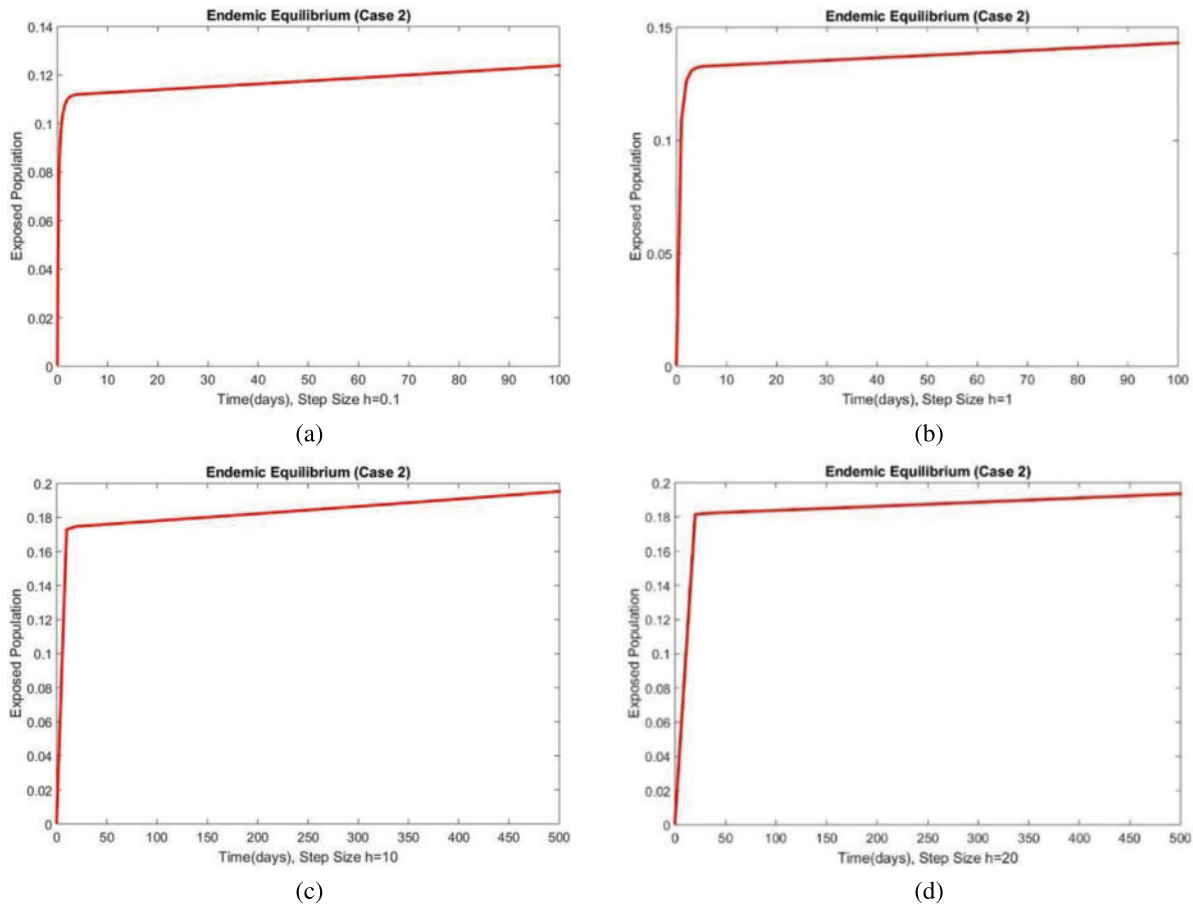 Endemic Equilibrium (Case 2)
0.14
0.12
0.1
0.08
0.06
0.04
0.02
0
Exposed Population
0 10 20 30 40 50 60 70 80 90 100
Time(days), Step Size h=0.1
(a)
Endemic Equilibrium (Case 2)
0.15
0.1
0.05
0
Exposed Population
0 10 20 30 40 50 60 70 80 90 100
Time(days), Step Size h=1
(b)
Endemic Equilibrium (Case 2)
0.2
0.18
0.16
0.14
0.12
0.1
0.08
0.06
0.04
0.02
0
Exposed Population
0 50 100 150 200 250 300 350 400 450 500
Time(days), Step Size h=10
(c)
Endemic Equilibrium (Case 2)
0.2
0.18
0.16
0.14
0.12
0.1
0.08
0.06
0.04
0.02
0
Exposed Population
0 50 100 150 200 250 300 350 400 450 500
Time(days), Step Size h=20
(d)